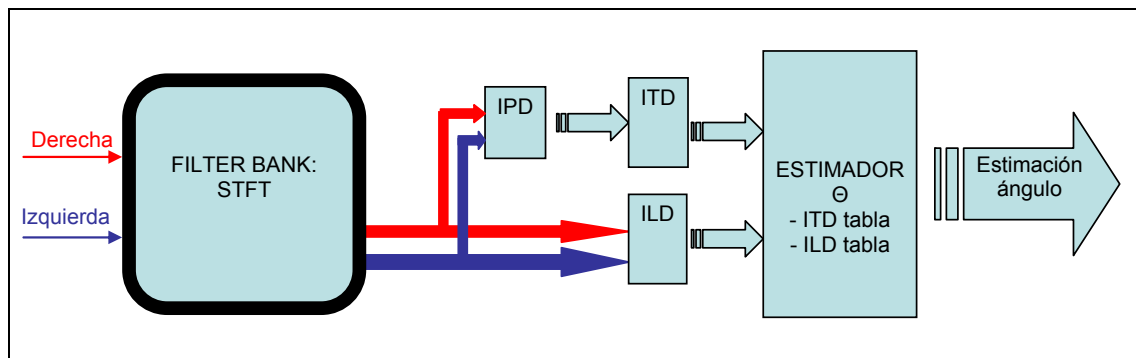 Derecha
Izquierda
FILTER BANK:
STFT
IPD
ITD
ILD
ESTIMADOR
Θ
- ITD tabla
- ILD tabla
Estimación
ángulo